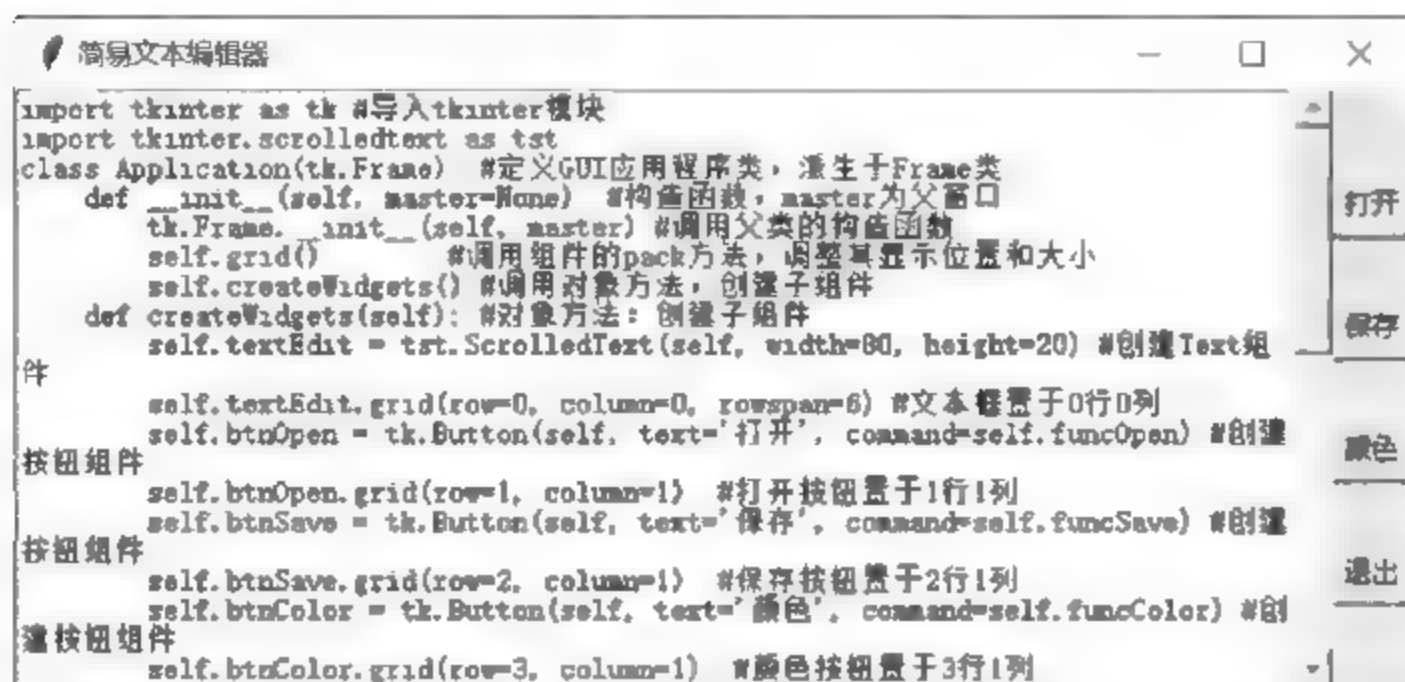 简易文本编辑器
import tkinter as tk #导入tkinter模块
import tkinter.scrolledtext as tst
class Application(tk.Frame)  #定义GUI应用程序类，派生于Frame类
    def __init__(self, master=None)  #构造函数，master为父窗口
        tk.Frame.__init__(self, master) #调用父类的构造函数
        self.grid()        #调用组件的pack方法，调整其显示位置和大小
        self.createWidgets() #调用对象方法，创建子组件
    def createWidgets(self): #对象方法：创建子组件
        self.textEdit = tst.ScrolledText(self, width=80, height=20) #创建Text组
件
        self.textEdit.grid(row=0, column=0, rowspan=6) #文本框置于0行0列
        self.btnOpen = tk.Button(self, text='打开', command=self.funcOpen) #创建
按钮组件
        self.btnOpen.grid(row=1, column=1)  #打开按钮置于1行1列
        self.btnSave = tk.Button(self, text='保存', command=self.funcSave) #创建
按钮组件
        self.btnSave.grid(row=2, column=1)  #保存按钮置于2行1列
        self.btnColor = tk.Button(self, text='颜色', command=self.funcColor) #创
建按钮组件
        self.btnColor.grid(row=3, column=1)  #颜色按钮置于3行1列
打开
保存
颜色
退出